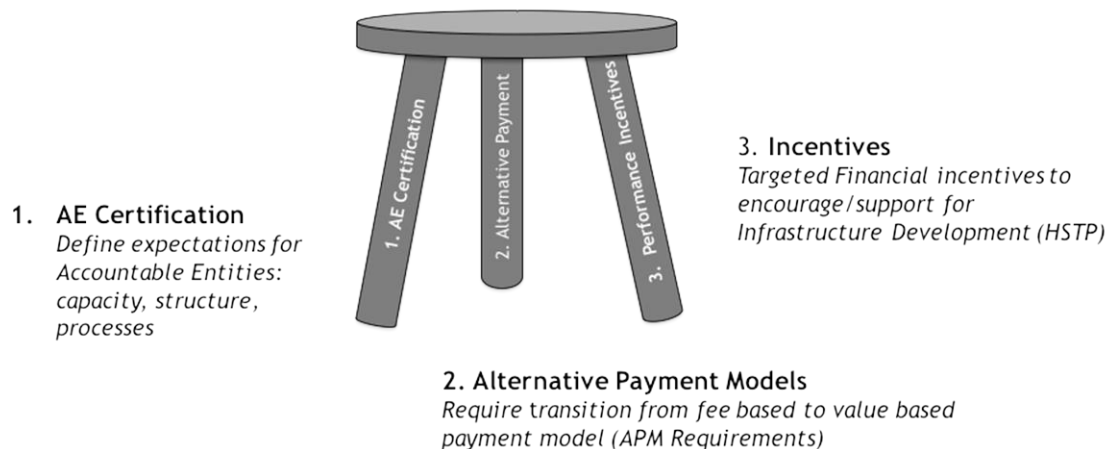 1. AE Certification
2. Alternative Payment
3. Performance Incentives
1. AE Certification
Define expectations for
Accountable Entities:
capacity, structure,
processes
3. Incentives
Targeted Financial incentives to
encourage/support for
Infrastructure Development (HSTP)
2. Alternative Payment Models
Require transition from fee based to value based
payment model (APM Requirements)